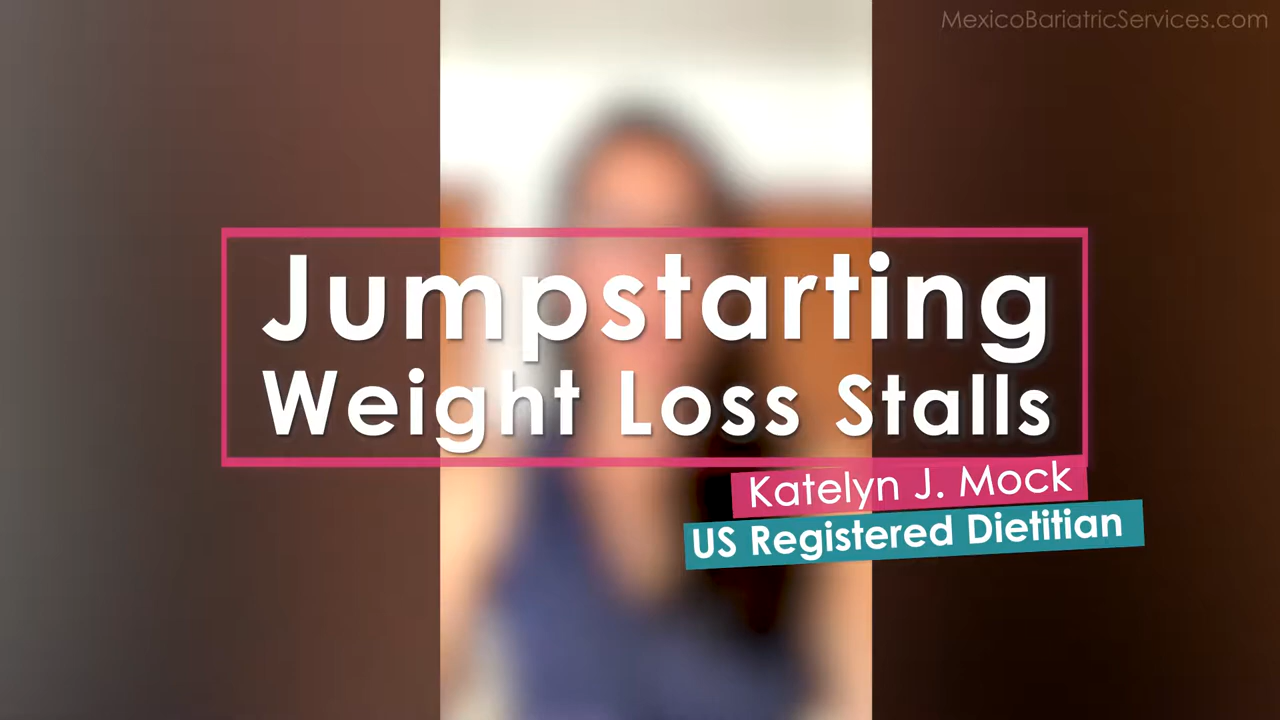 MexicoBariatricServices.com
Jumpstarting
Weight Loss Stalls
Katelyn J. Mock
US Registered Dietitian